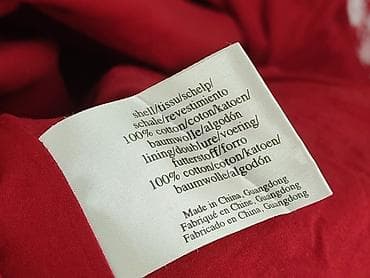 shell/tissu/schelp/
schale/revestimiento
100% cotton/coton/katoen/
baumwolle/algodón
lining/doublure/voering/
futterstoff/forro
100% cotton/coton/katoen/
baumwolle/algodón
Made in China, Guangdong
Fabriqué en Chine, Guangdong
Fabricado en China, Guangdong